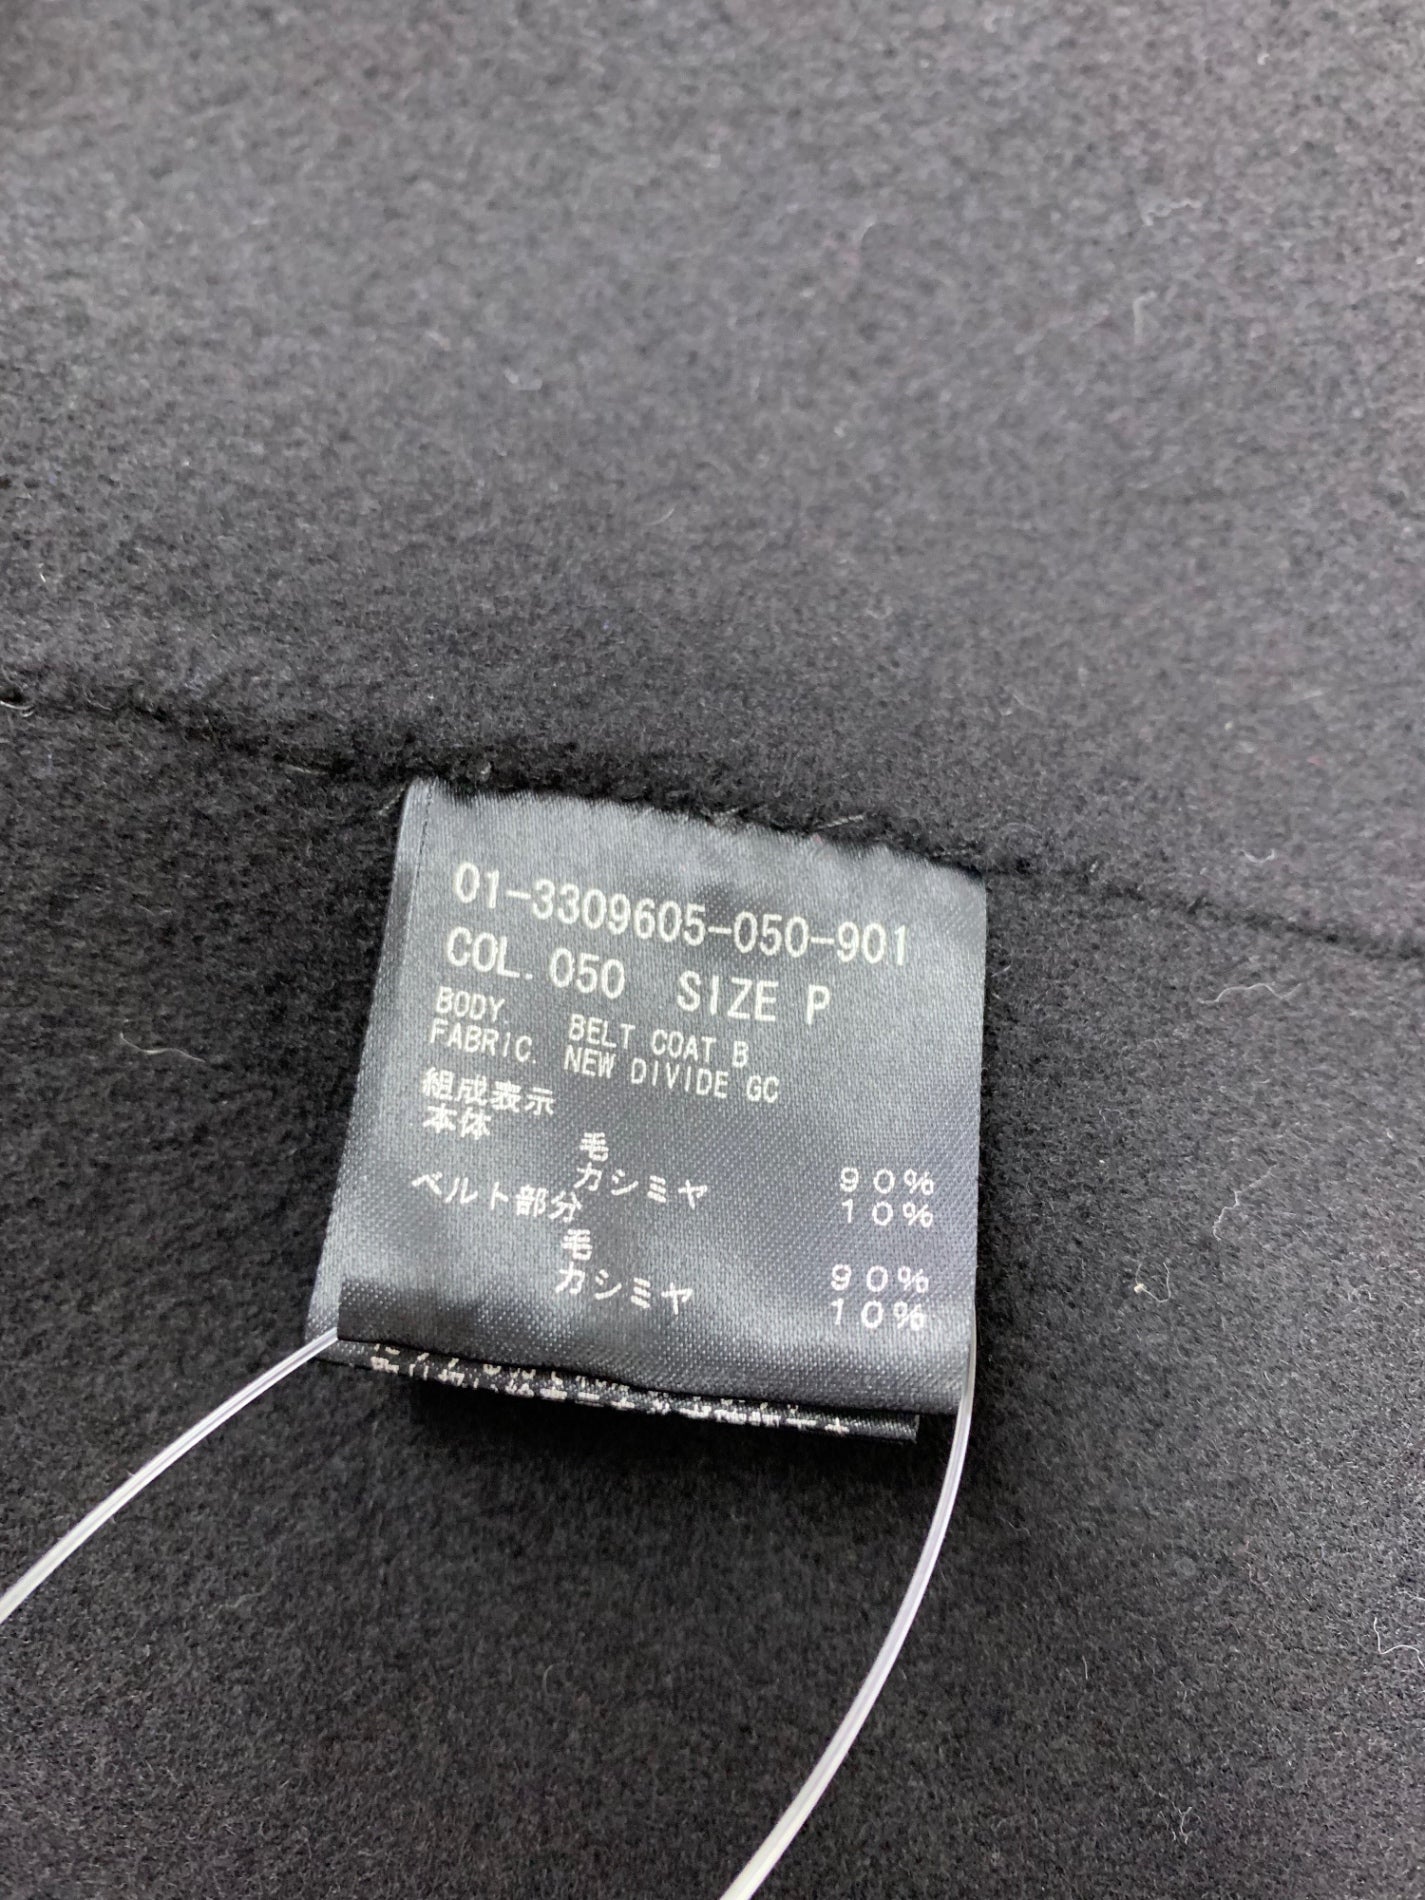 01-3309605-050-901
COL. 050 SIZE P
BODY. BELT COAT B
FABRIC. NEW DIVIDE GC
組成表示
本体
毛 90%
カシミヤ 10%
ベルト部分
毛 90%
カシミヤ 10%